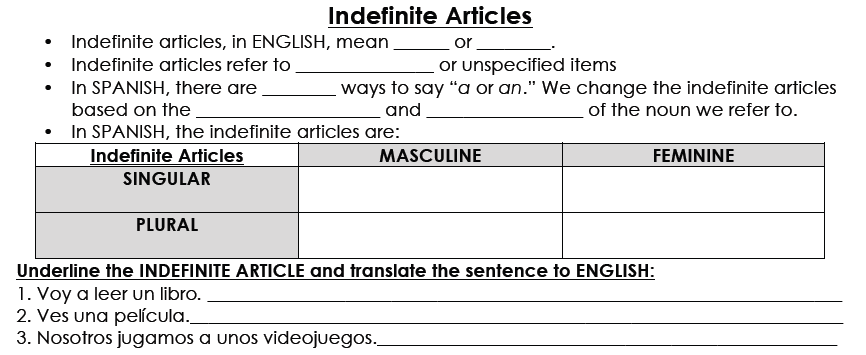 Indefinite Articles
• Indefinite articles, in ENGLISH, mean ______ or ________.
• Indefinite articles refer to _______________ or unspecified items
• In SPANISH, there are ________ ways to say “a or an.” We change the indefinite articles
based on the ____________________ and _________________ of the noun we refer to.
• In SPANISH, the indefinite articles are:
Indefinite Articles MASCULINE FEMININE
SINGULAR
PLURAL
Underline the INDEFINITE ARTICLE and translate the sentence to ENGLISH:
1. Voy a leer un libro. ______________________________________________
2. Ves una película.______________________________________________
3. Nosotros jugamos a unos videojuegos.______________________________________________